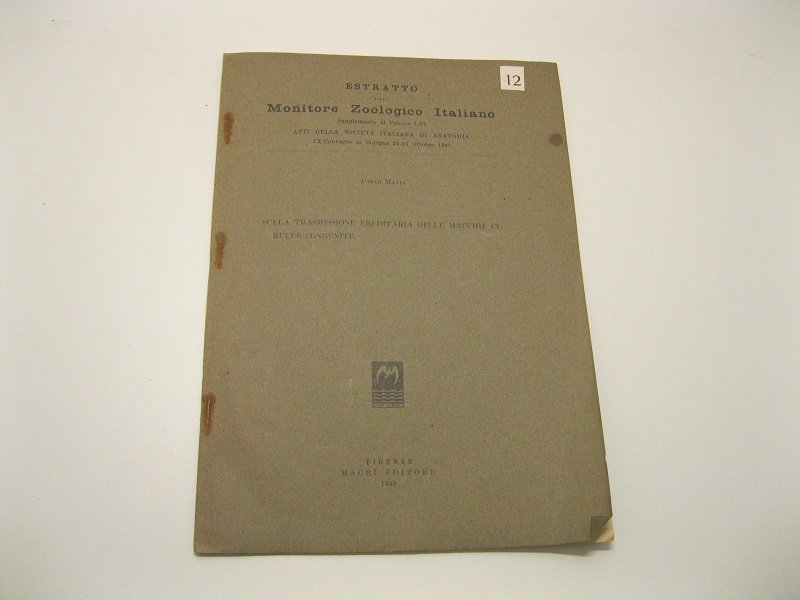 12
ESTRATTO
DAL
Monitore Zoologico Italiano
Supplemento al Volume LVI
ATTI DELLA SOCIETÀ ITALIANA DI ANATOMIA
IX Convegno in Bologna 24-26 Ottobre 1947
SULLA TRASMISSIONE EREDITARIA DELLE MACCHIE CE-
RULEE CONGENITE.
FIRENZE
MACRÌ EDITORE